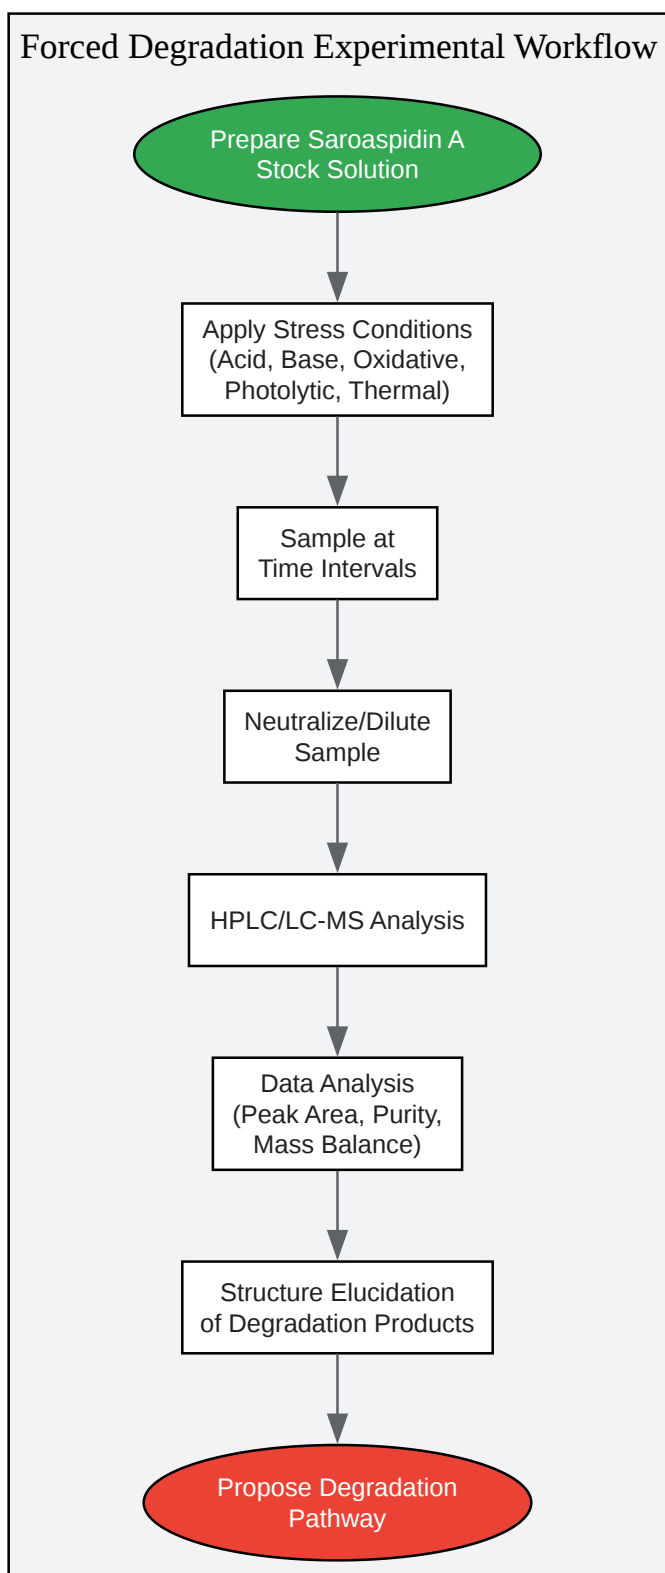 Forced Degradation Experimental Workflow
Prepare Saroaspidin A
Stock Solution
Apply Stress Conditions
(Acid, Base, Oxidative,
Photolytic, Thermal)
Sample at
Time Intervals
Neutralize/Dilute
Sample
HPLC/LC-MS Analysis
Data Analysis
(Peak Area, Purity,
Mass Balance)
Structure Elucidation
of Degradation Products
Propose Degradation
Pathway